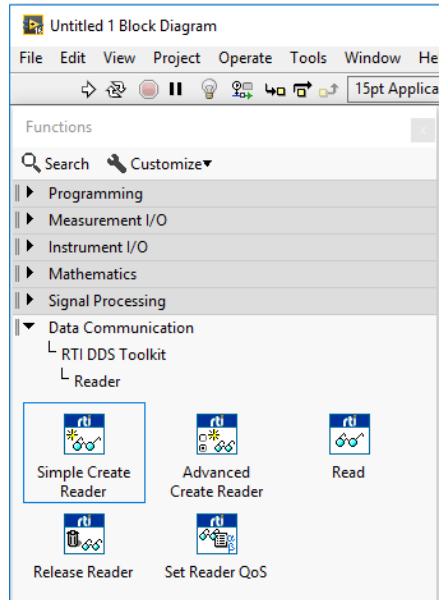 Untitled 1 Block Diagram
File Edit View Project Operate Tools Window He
15pt Applica
Functions
Search Customize
Programming
Measurement I/O
Instrument I/O
Mathematics
Signal Processing
Data Communication
RTI DDS Toolkit
Reader
rti rti rti
Simple Create Advanced Read
Reader Create Reader
rti rti
Release Reader Set Reader QoS